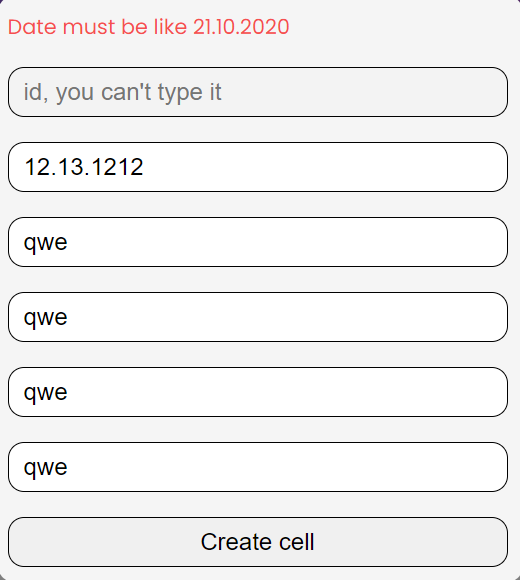 Date must be like 21.10.2020
id, you can't type it
12.13.1212
qwe
qwe
qwe
qwe
Create cell